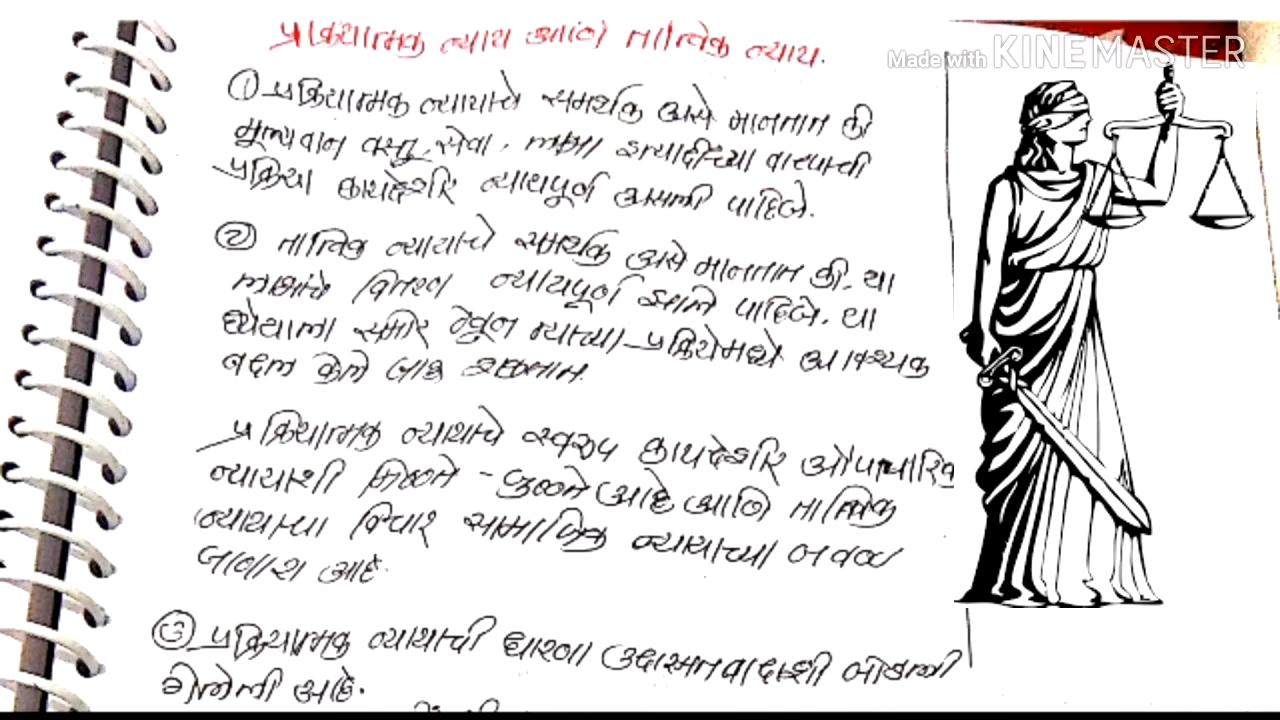 प्रक्रियात्मक न्याय आणि तात्विक न्याय.
Made with KINEMASTER
① प्रक्रियात्मक न्यायाचे समर्थक असे मानतात की
मूल्यवान वस्तू, सेवा, लाभ इत्यादींच्या वाटपाची
प्रक्रिया कायदेशीर न्यायपूर्ण असली पाहिजे.
② तात्विक न्यायाचे समर्थक असे मानतात की, या
लाभांचे वितरण न्यायपूर्ण झाले पाहिजे. या
ध्येयाला समोर ठेवून त्याच्या प्रक्रियेमध्ये आवश्यक
बदल केले जाऊ शकतात.
प्रक्रियात्मक न्यायाचे स्वरूप कायदेशीर औपचारिक
न्यायाशी मिळते - जुळते आहे आणि तात्विक
न्यायाचा विचार सामाजिक न्यायाच्या जवळ
जाणारा आहे.
③ प्रक्रियात्मक न्यायाची धारणा उदारमतवादाशी जोडली
गेलेली आहे.